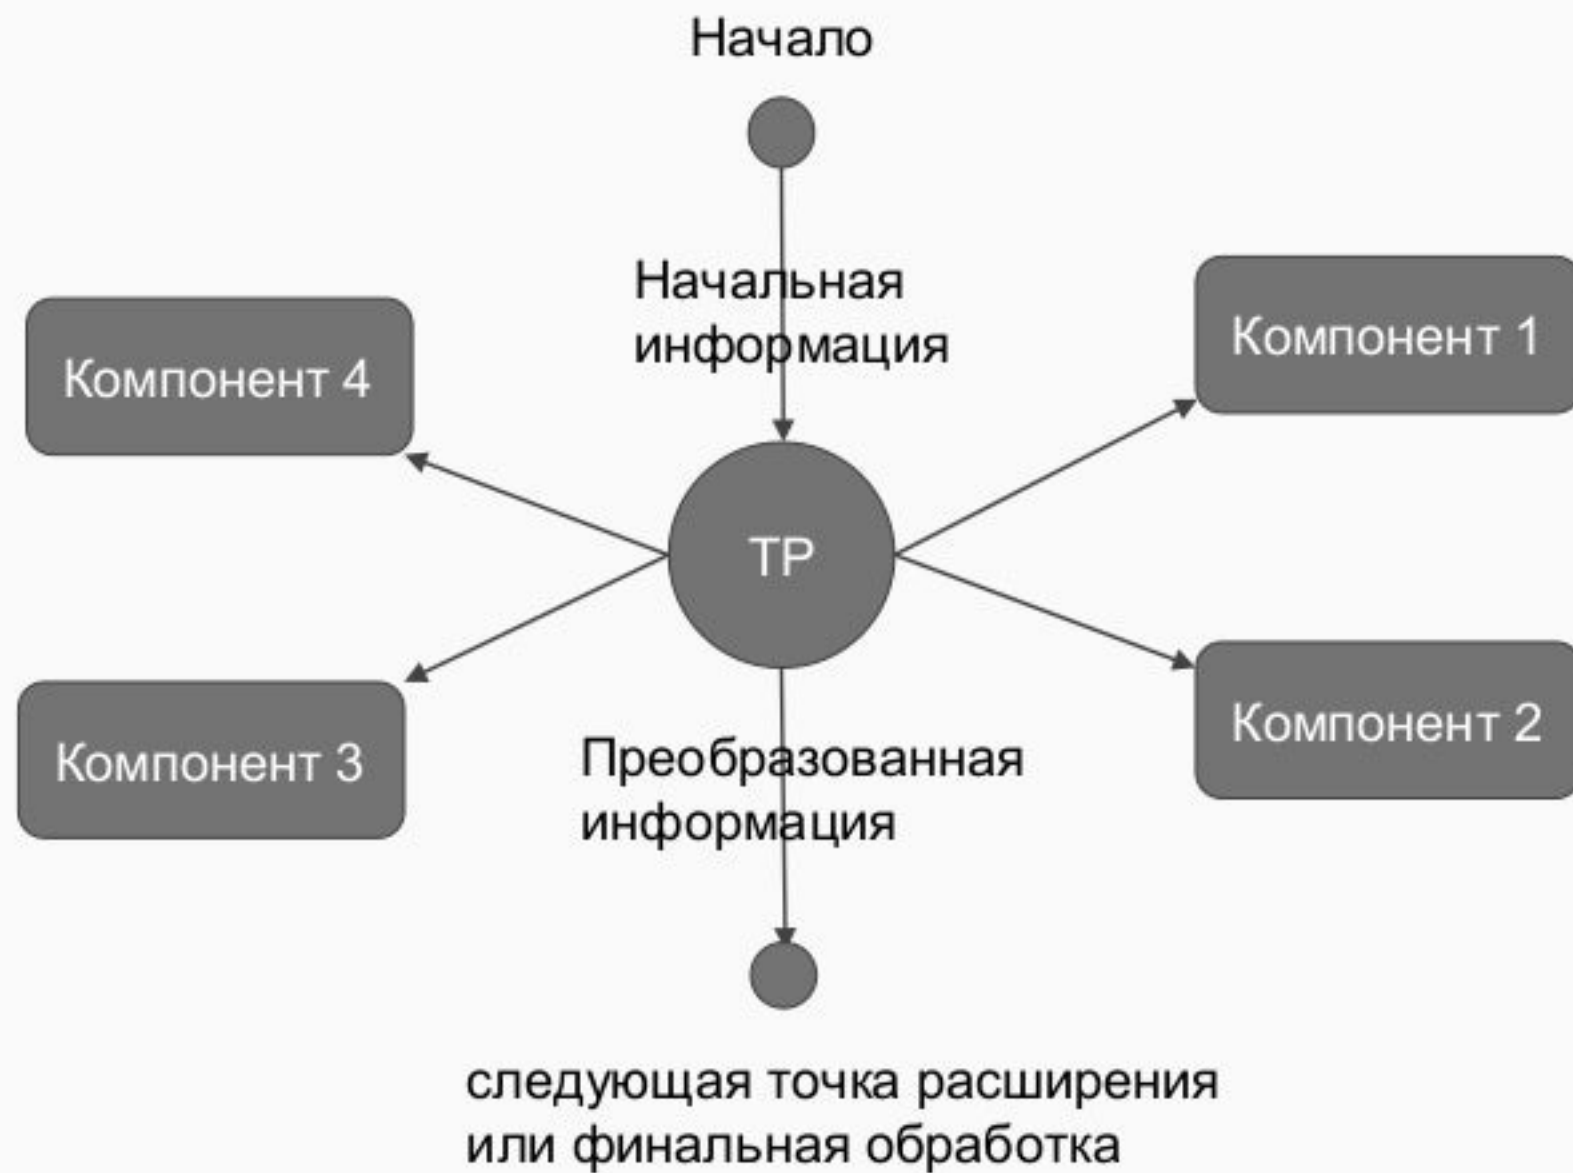 Начало
Начальная
информация
Компонент 4
Компонент 1
ТР
Компонент 3
Компонент 2
Преобразованная
информация
следующая точка расширения
или финальная обработка